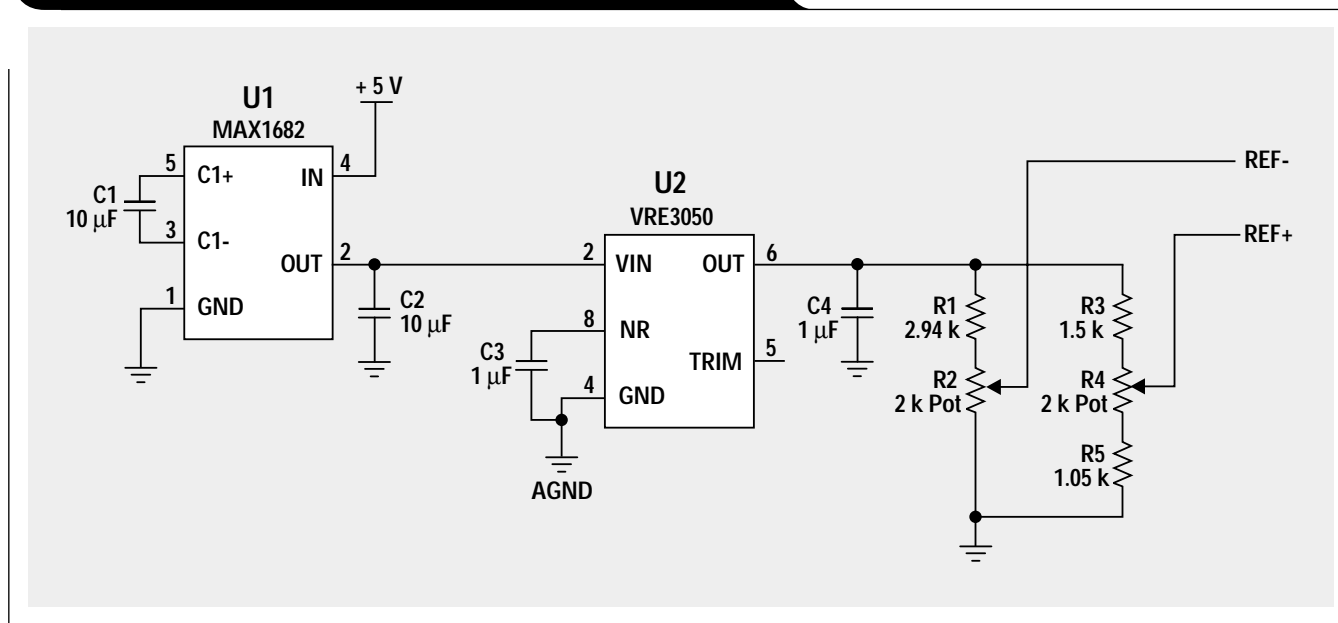 U1
MAX1682
+ 5 V
5
C1+
IN
4
C1
10 μF
3
C1-
OUT
2
1
GND
C2
10 μF
U2
VRE3050
2
VIN
OUT
6
8
NR
C3
1 μF
4
GND
TRIM
5
AGND
C4
1 μF
R1
2.94 k
R2
2 k Pot
R3
1.5 k
R4
2 k Pot
R5
1.05 k
REF-
REF+